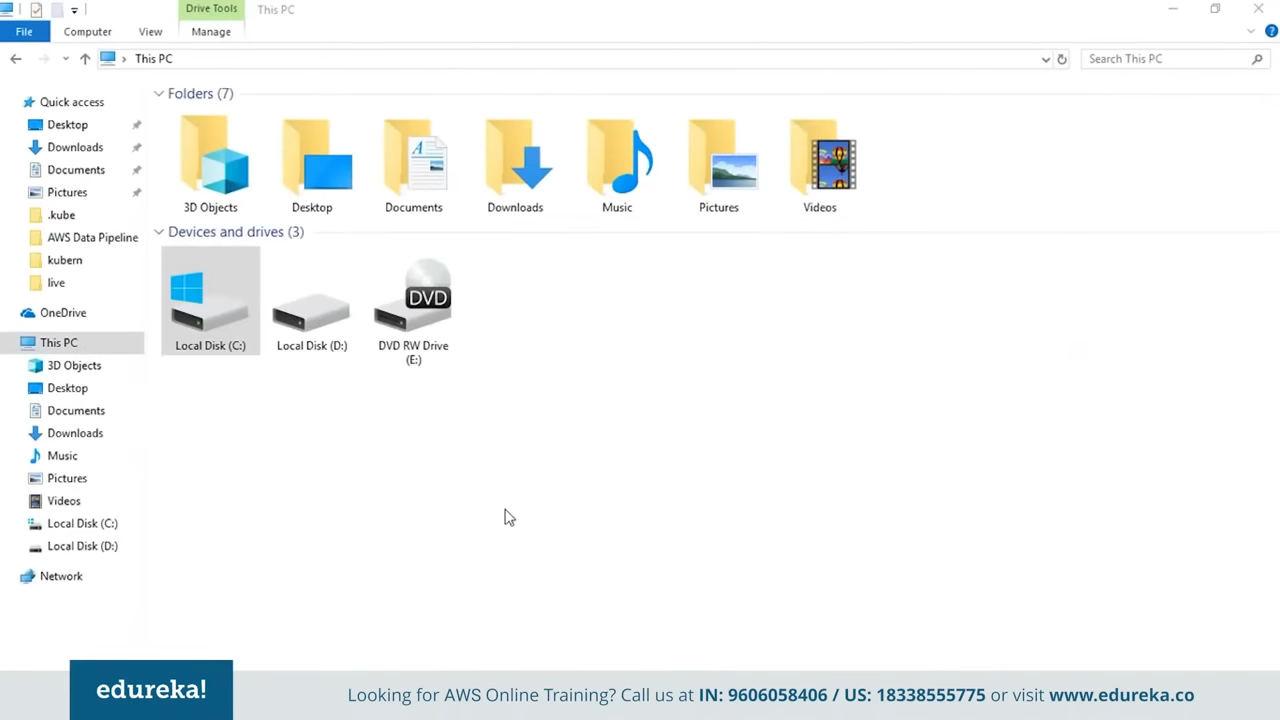 Drive Tools
This PC
File
Computer
View
Manage
This PC
Search This PC
Quick access
Desktop
Downloads
Documents
Pictures
.kube
AWS Data Pipeline
kubern
live
OneDrive
This PC
3D Objects
Desktop
Documents
Downloads
Music
Pictures
Videos
Local Disk (C:)
Local Disk (D:)
Network
Folders (7)
3D Objects
Desktop
Documents
Downloads
Music
Pictures
Videos
Devices and drives (3)
DVD
Local Disk (C:)
Local Disk (D:)
DVD RW Drive
(E:)
edureka!
Looking for AWS Online Training? Call us at IN: 9606058406 / US: 18338555775 or visit www.edureka.co